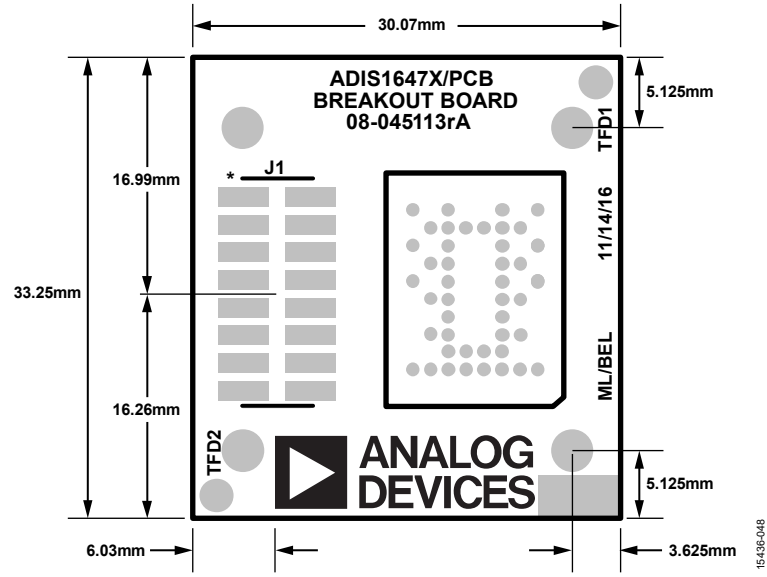 30.07mm
ADIS1647X/PCB
BREAKOUT BOARD
08-045113rA
5.125mm
TFD1
J1
*
16.99mm
11/14/16
33.25mm
16.26mm
ML/BEL
TFD2
ANALOG
DEVICES
5.125mm
6.03mm
3.625mm
15436-048